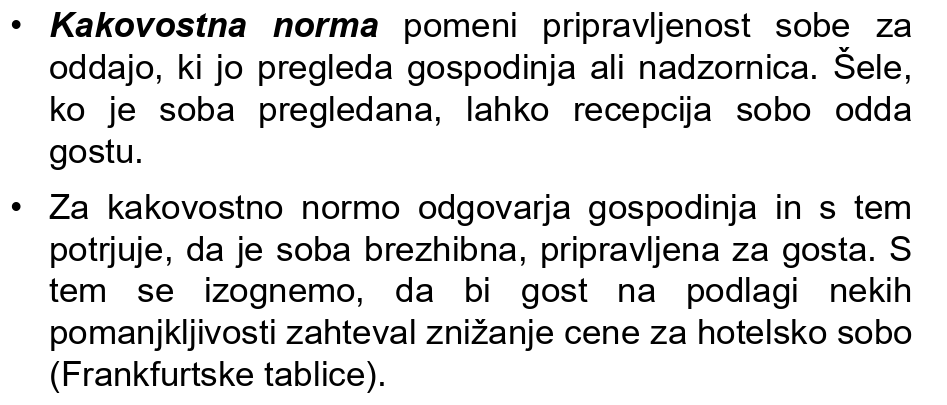 • Kakovostna norma pomeni pripravljenost sobe za
oddajo, ki jo pregleda gospodinja ali nadzornica. Šele,
ko je soba pregledana, lahko recepcija sobo odda
gostu.
• Za kakovostno normo odgovarja gospodinja in s tem
potrjuje, da je soba brezhibna, pripravljena za gosta. S
tem se izognemo, da bi gost na podlagi nekih
pomanjkljivosti zahteval znižanje cene za hotelsko sobo
(Frankfurtske tablice).